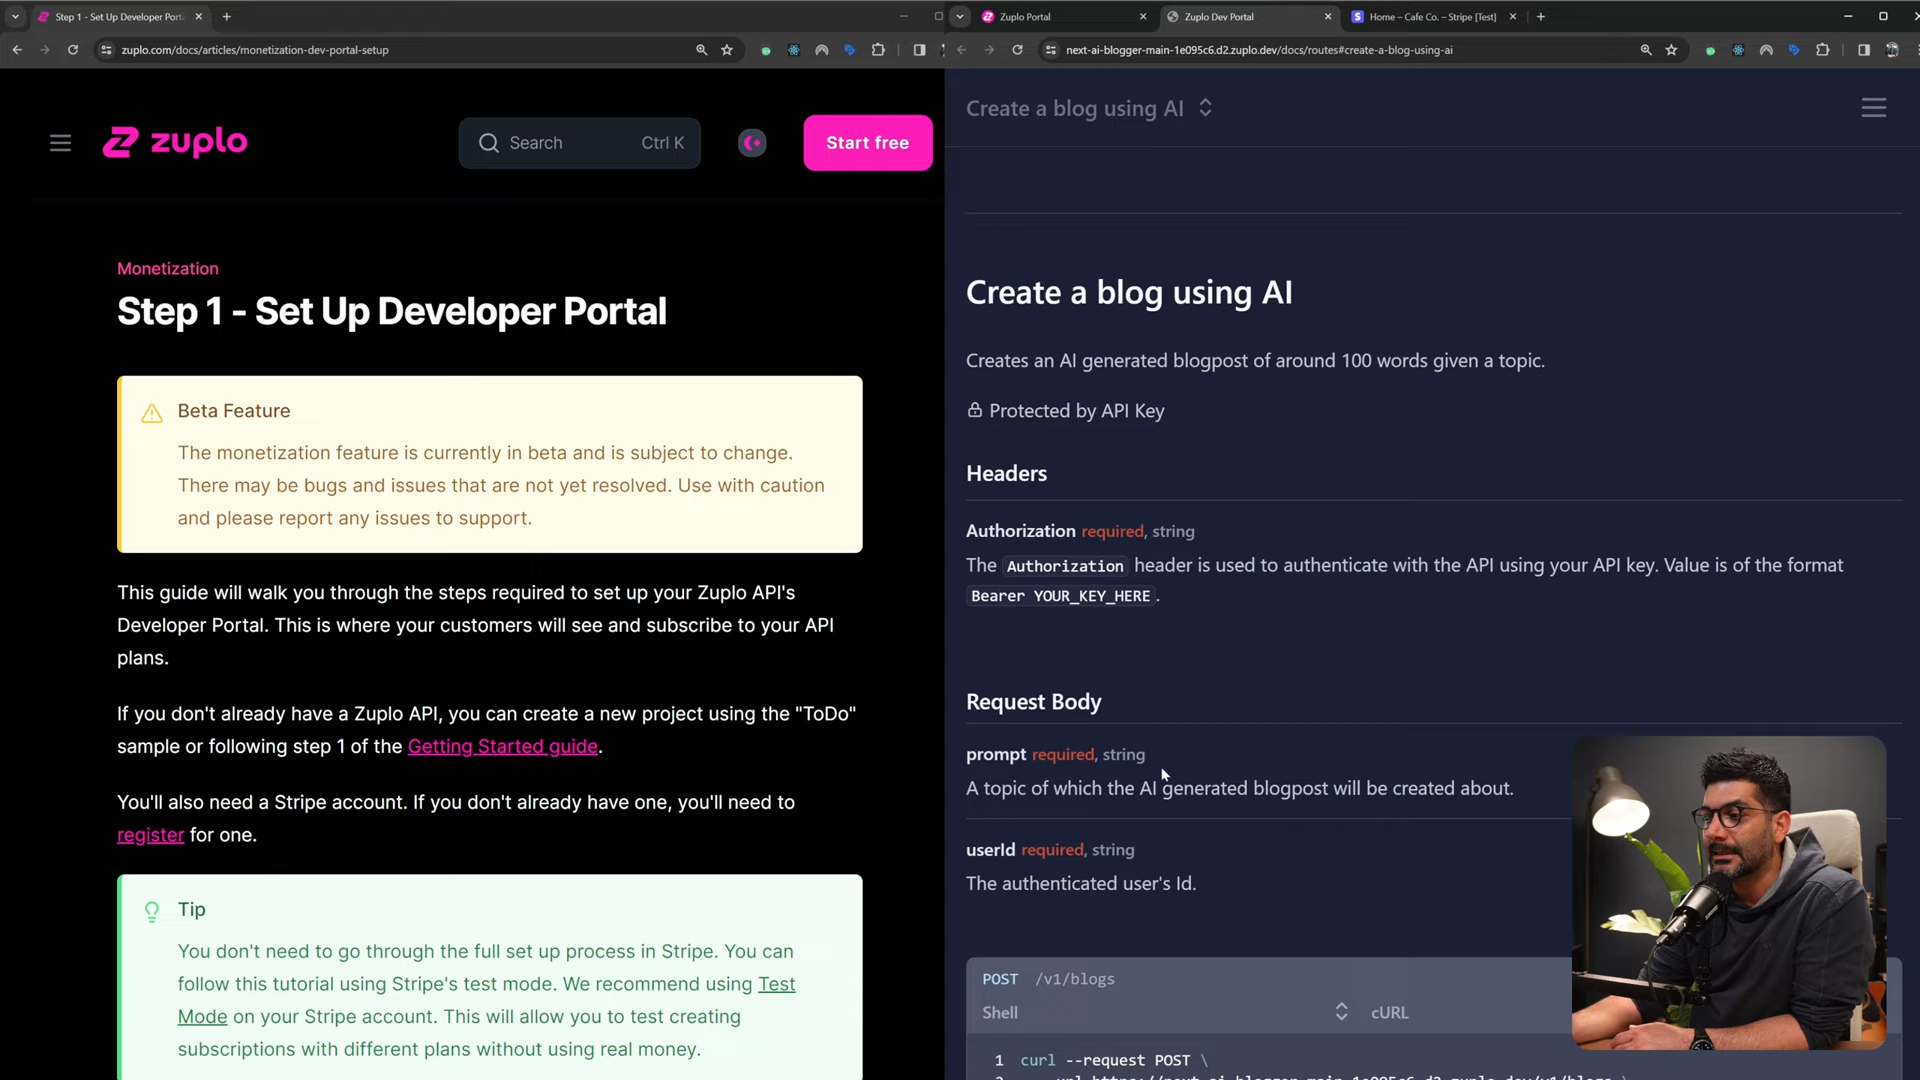 Step 1 - Set Up Developer Porta
zuplo.com/docs/articles/monetization-dev-portal-setup
zuplo
Search
Ctrl K
Start free
Monetization
Step 1 - Set Up Developer Portal
Beta Feature
The monetization feature is currently in beta and is subject to change.
There may be bugs and issues that are not yet resolved. Use with caution
and please report any issues to support.
This guide will walk you through the steps required to set up your Zuplo API's
Developer Portal. This is where your customers will see and subscribe to your API
plans.
If you don't already have a Zuplo API, you can create a new project using the "ToDo"
sample or following step 1 of the Getting Started guide.
You'll also need a Stripe account. If you don't already have one, you'll need to
register for one.
Tip
You don't need to go through the full set up process in Stripe. You can
follow this tutorial using Stripe's test mode. We recommend using Test
Mode on your Stripe account. This will allow you to test creating
subscriptions with different plans without using real money.
Zuplo Portal
Zuplo Dev Portal
Home – Cafe Co. – Stripe [Test]
next-ai-blogger-main-1e095c6.d2.zuplo.dev/docs/routes#create-a-blog-using-ai
Create a blog using AI
Create a blog using AI
Creates an AI generated blogpost of around 100 words given a topic.
Protected by API Key
Headers
Authorization required, string
The Authorization header is used to authenticate with the API using your API key. Value is of the format
Bearer YOUR_KEY_HERE.
Request Body
prompt required, string
A topic of which the AI generated blogpost will be created about.
userId required, string
The authenticated user's Id.
POST /v1/blogs
Shell
cURL
1 curl --request POST \